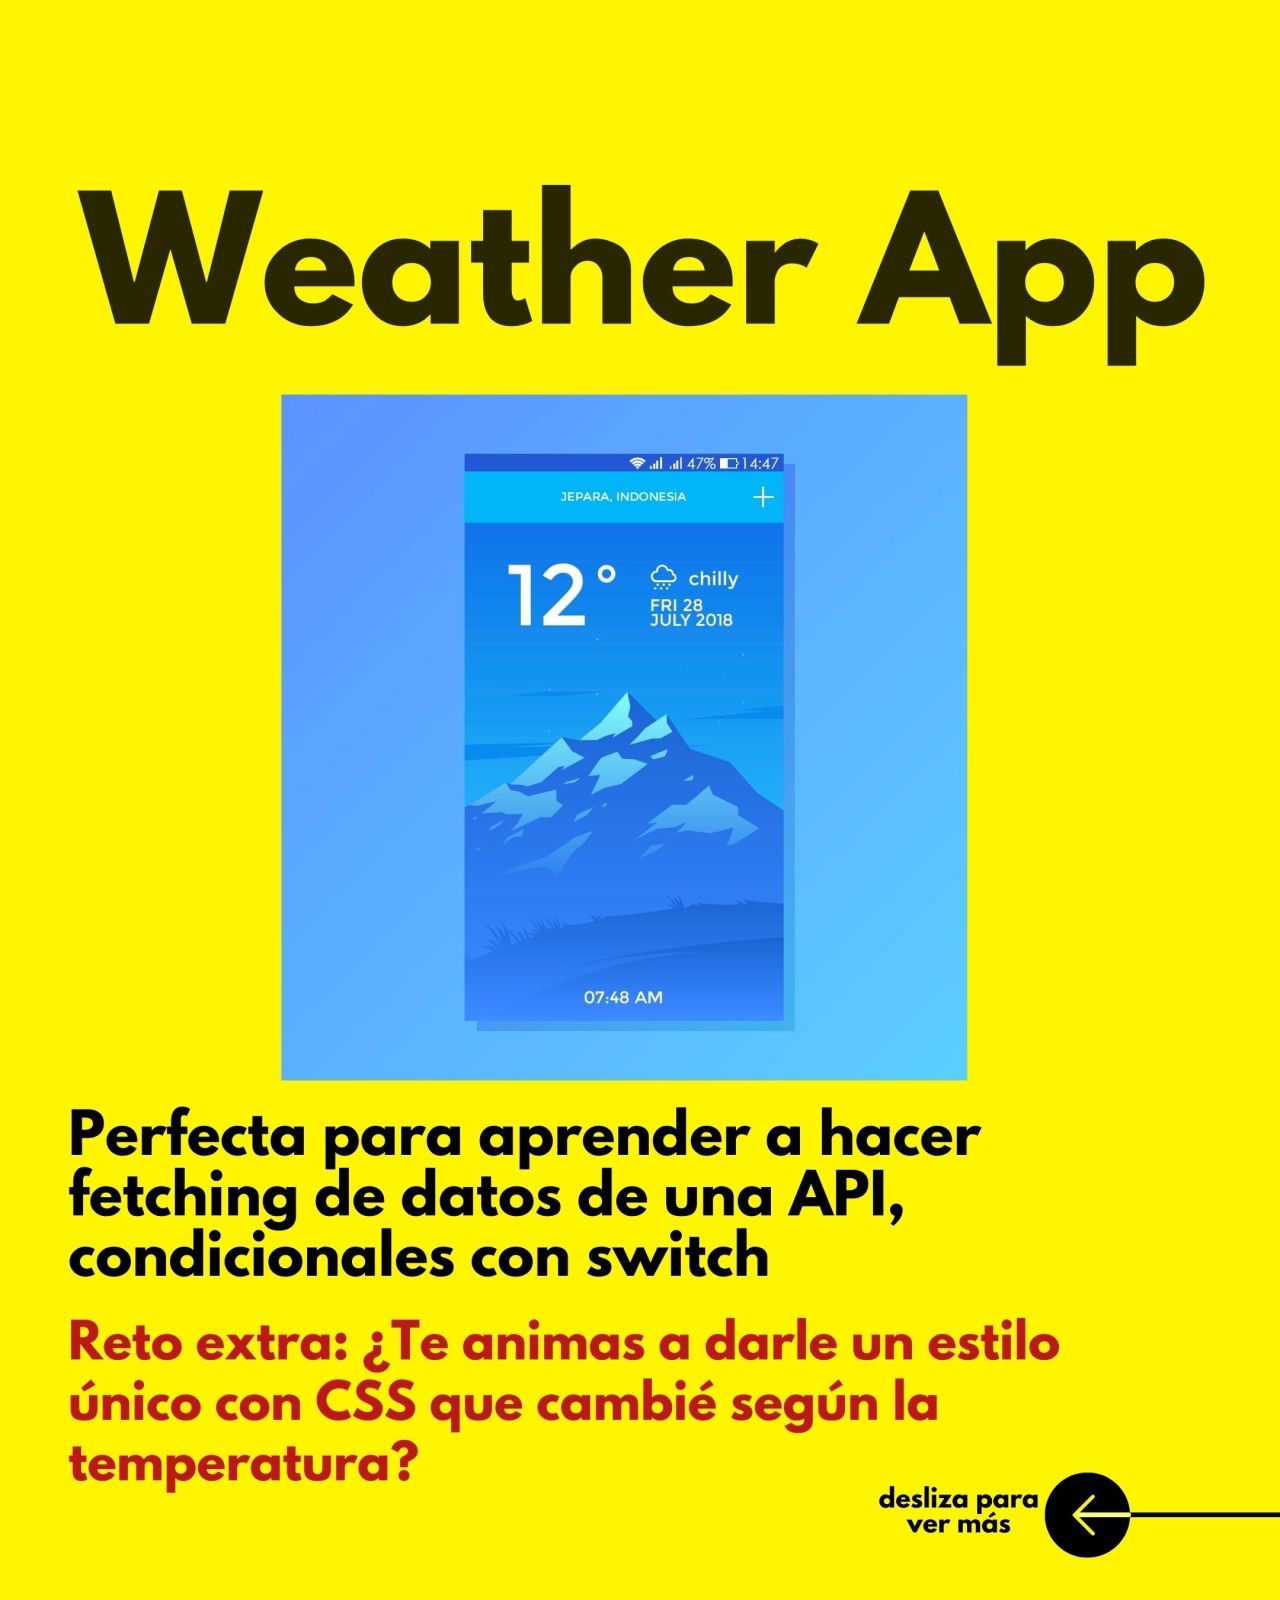 Weather App
47% 14:47
JEPARA, INDONESIA
12°
chilly
FRI 28
JULY 2018
07:48 AM
Perfecta para aprender a hacer
fetching de datos de una API,
condicionales con switch
Reto extra: ¿Te animas a darle un estilo
único con CSS que cambié según la
temperatura?
desliza para
ver más